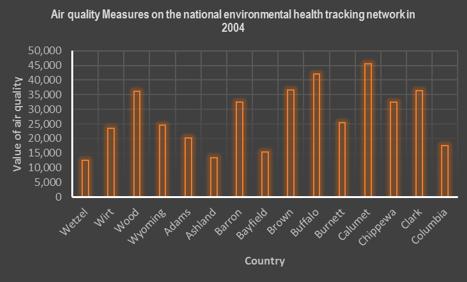 Air quality Measures on the national environmental health tracking network in
2004
Value of air quality
50,000
45,000
40,000
35,000
30,000
25,000
20,000
15,000
10,000
5,000
0
Wetzel
Wirt
Wood
Wyoming
Adams
Ashland
Barron
Bayfield
Brown
Buffalo
Burnett
Calumet
Chippewa
Clark
Columbia
Country